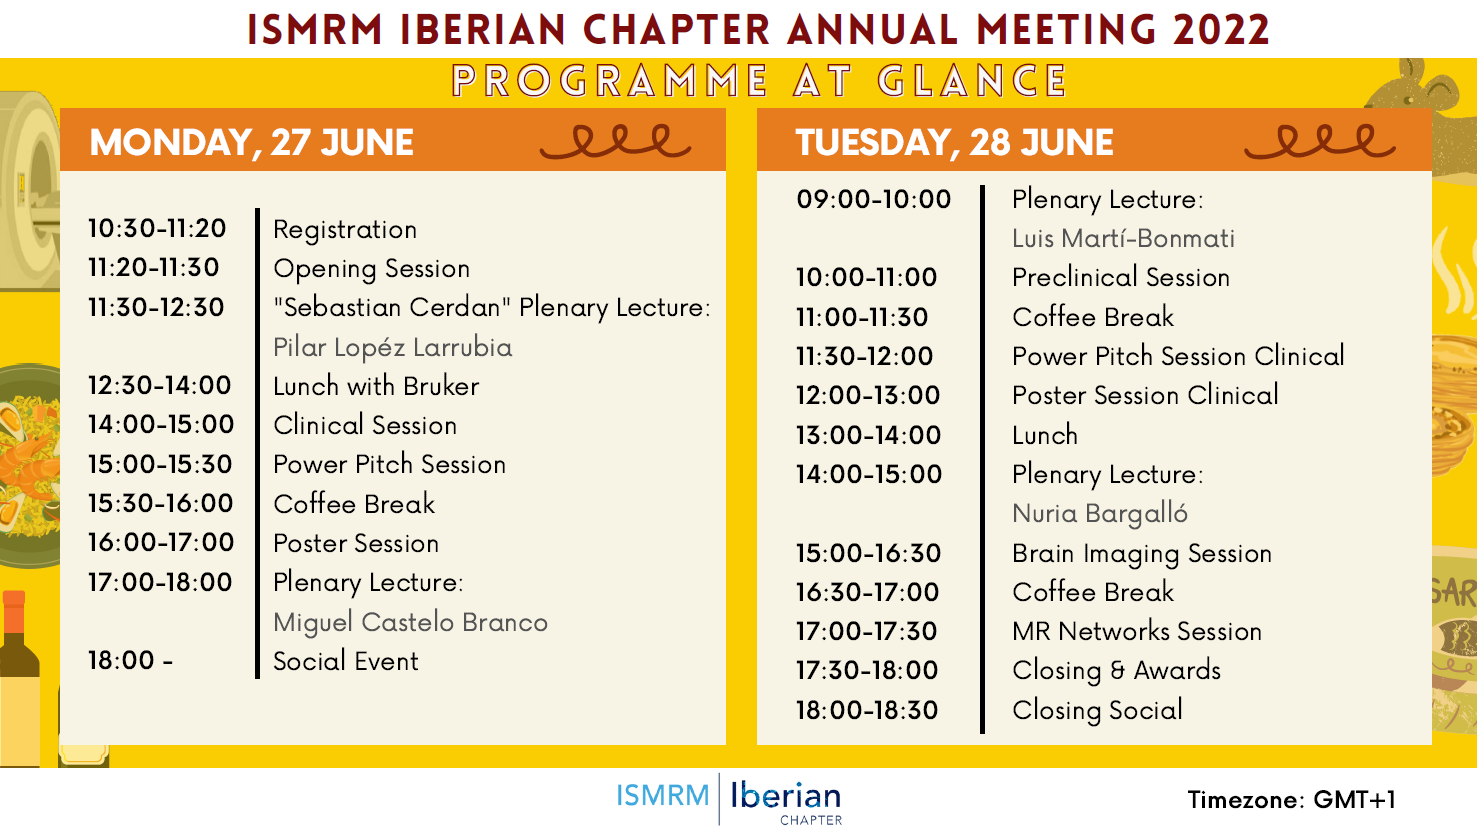 ISMRM IBERIAN CHAPTER ANNUAL MEETING 2022
PROGRAMME AT GLANCE
MONDAY, 27 JUNE
10:30-11:20 Registration
11:20-11:30 Opening Session
11:30-12:30 "Sebastian Cerdan" Plenary Lecture:
Pilar Lopéz Larrubia
12:30-14:00 Lunch with Bruker
14:00-15:00 Clinical Session
15:00-15:30 Power Pitch Session
15:30-16:00 Coffee Break
16:00-17:00 Poster Session
17:00-18:00 Plenary Lecture:
Miguel Castelo Branco
18:00 - Social Event
TUESDAY, 28 JUNE
09:00-10:00 Plenary Lecture:
Luis Martí-Bonmati
10:00-11:00 Preclinical Session
11:00-11:30 Coffee Break
11:30-12:00 Power Pitch Session Clinical
12:00-13:00 Poster Session Clinical
13:00-14:00 Lunch
14:00-15:00 Plenary Lecture:
Nuria Bargalló
15:00-16:30 Brain Imaging Session
16:30-17:00 Coffee Break
17:00-17:30 MR Networks Session
17:30-18:00 Closing & Awards
18:00-18:30 Closing Social
SAR
ISMRM Iberian
CHAPTER
Timezone: GMT+1